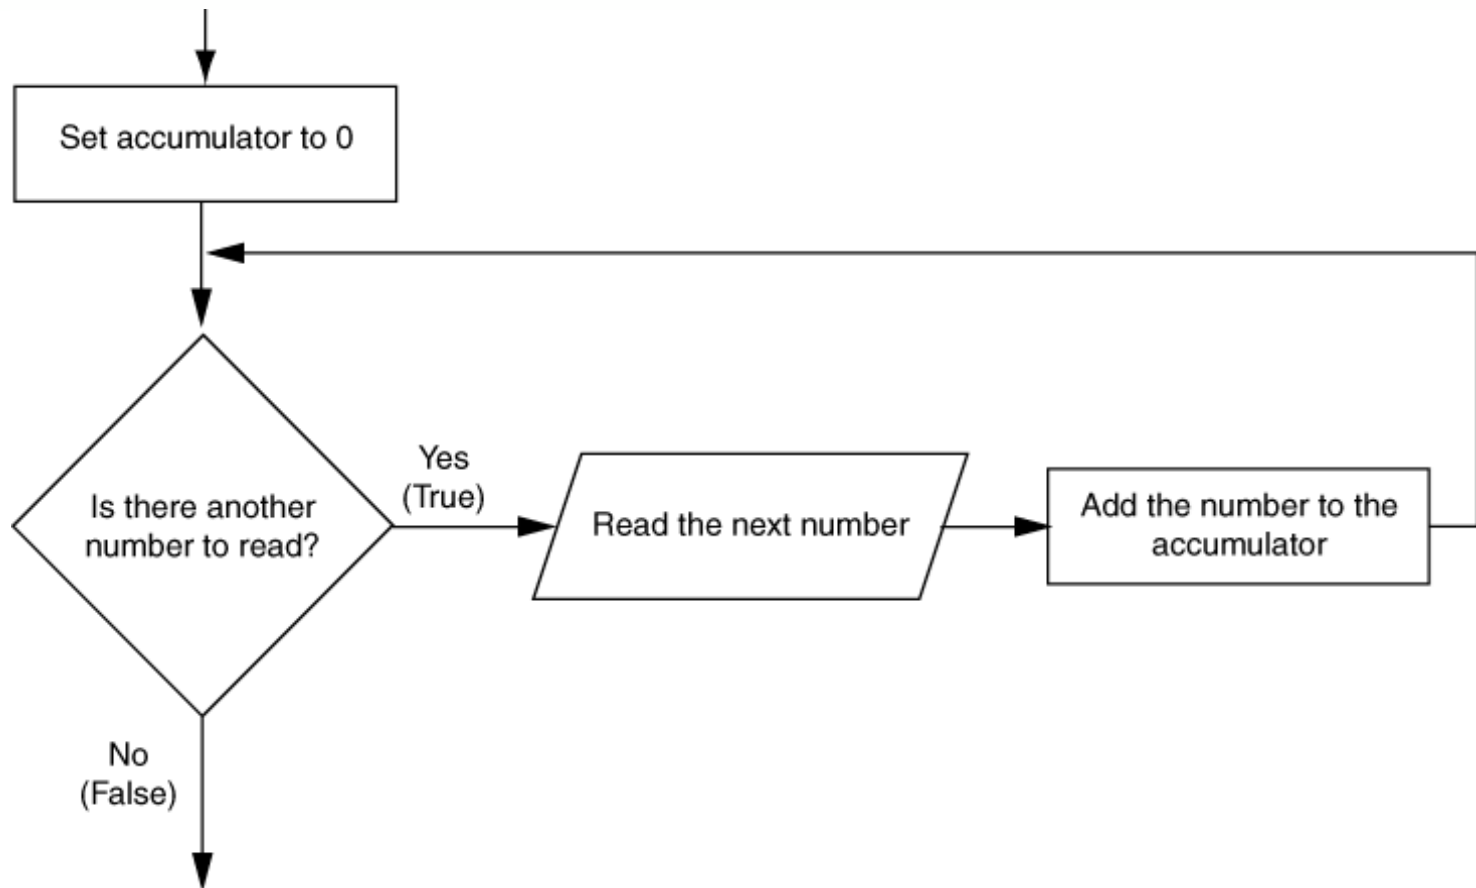 Set accumulator to 0
Is there another
number to read?
Yes
(True)
Read the next number
Add the number to the
accumulator
No
(False)